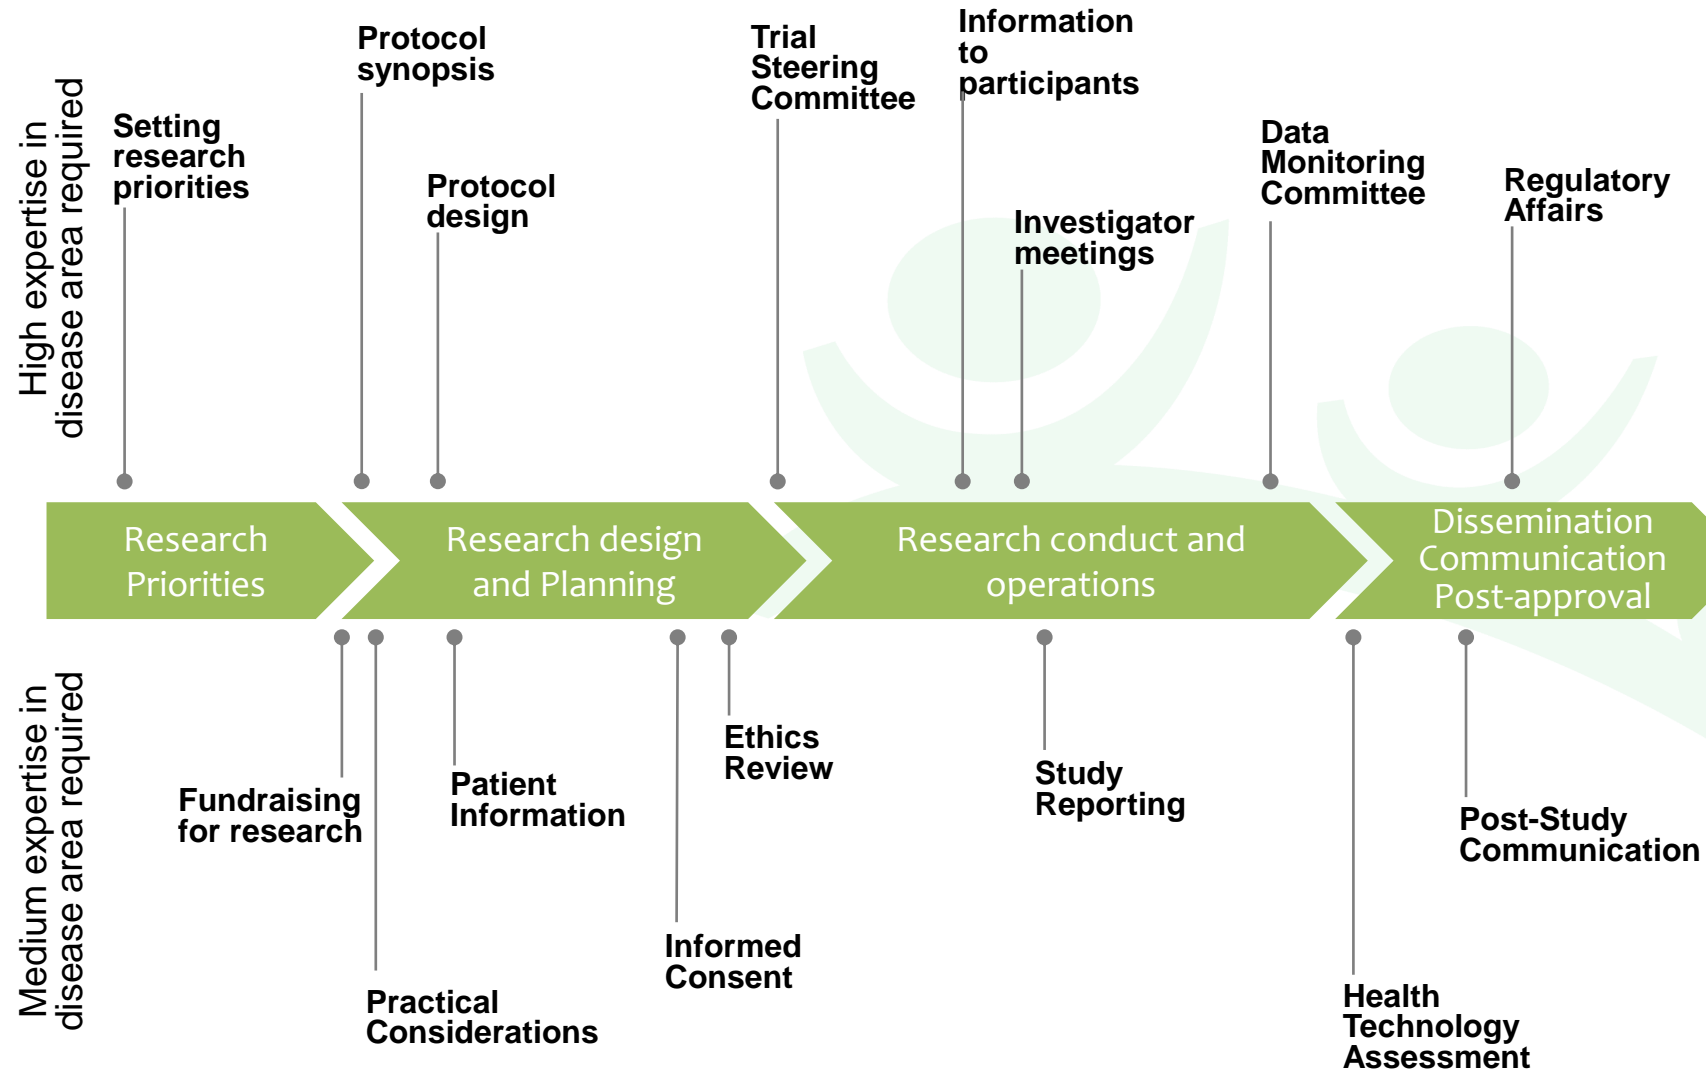 High expertise in
disease area required
Setting
research
priorities
Protocol
synopsis
Protocol
design
Trial
Steering
Committee
Information
to
participants
Investigator
meetings
Data
Monitoring
Committee
Regulatory
Affairs
Research
Priorities
Research design
and Planning
Research conduct and
operations
Dissemination
Communication
Post-approval
Medium expertise in
disease area required
Fundraising
for research
Practical
Considerations
Patient
Information
Informed
Consent
Ethics
Review
Study
Reporting
Health
Technology
Assessment
Post-Study
Communication